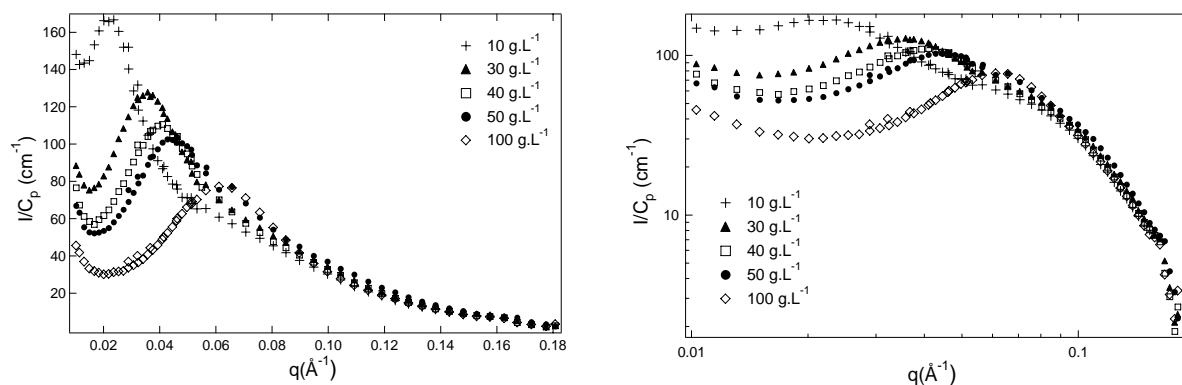 160
140
120
100
80
60
40
20
I/Cp (cm⁻¹)
10 g.L⁻¹
30 g.L⁻¹
40 g.L⁻¹
50 g.L⁻¹
100 g.L⁻¹
0.02 0.04 0.06 0.08 0.10 0.12 0.14 0.16 0.18
q(Å⁻¹)
100
10
I/Cp (cm⁻¹)
10 g.L⁻¹
30 g.L⁻¹
40 g.L⁻¹
50 g.L⁻¹
100 g.L⁻¹
0.01 0.1
q(Å⁻¹)